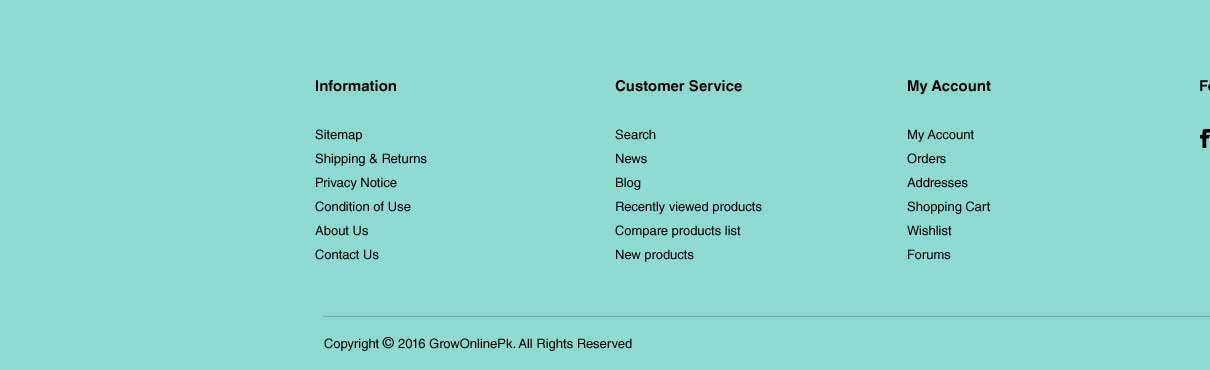 Information
Sitemap
Shipping & Returns
Privacy Notice
Condition of Use
About Us
Contact Us
Customer Service
Search
News
Blog
Recently viewed products
Compare products list
New products
My Account
My Account
Orders
Addresses
Shopping Cart
Wishlist
Forums
Copyright © 2016 GrowOnlinePk. All Rights Reserved